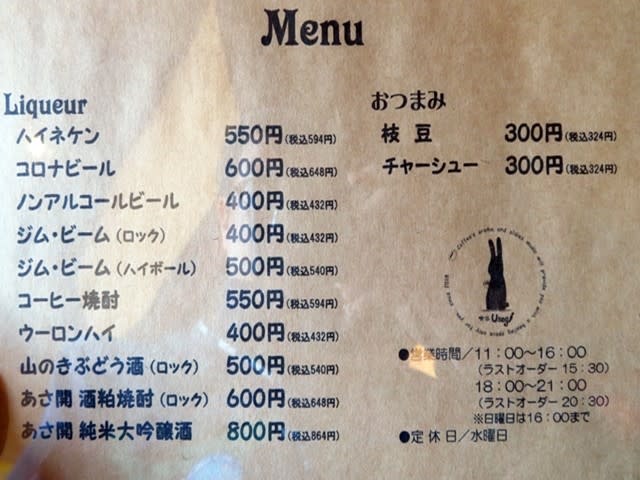 Menu
Liqueur
ハイネケン 550円(税込594円)
コロナビール 600円(税込648円)
ノンアルコールビール 400円(税込432円)
ジム・ビーム(ロック) 400円(税込432円)
ジム・ビーム(ハイボール) 500円(税込540円)
コーヒー焼酎 550円(税込594円)
ウーロンハイ 400円(税込432円)
山のきぶどう酒(ロック) 500円(税込540円)
あさ開 酒粕焼酎(ロック) 600円(税込648円)
あさ開 純米大吟醸酒 800円(税込864円)
おつまみ
枝豆 300円(税込324円)
チャーシュー 300円(税込324円)
Usagi
●営業時間/11:00〜16:00
(ラストオーダー 15:30)
18:00〜21:00
(ラストオーダー 20:30)
※日曜日は16:00まで
●定休日/水曜日